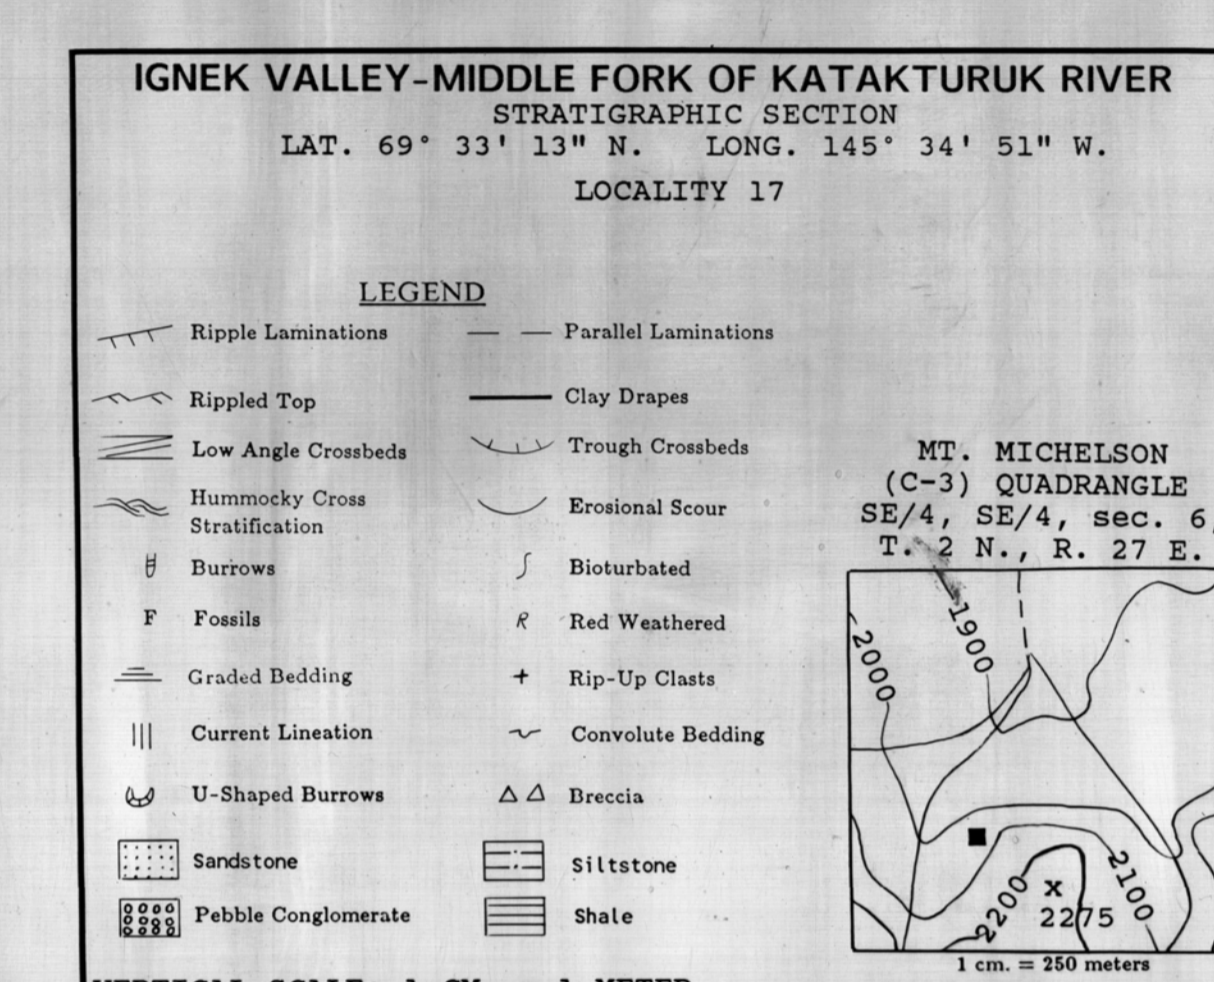 IGNEK VALLEY-MIDDLE FORK OF KATAKTURUK RIVER
STRATIGRAPHIC SECTION
LAT. 69° 33' 13" N. LONG. 145° 34' 51" W.
LOCALITY 17
LEGEND
Ripple Laminations
Parallel Laminations
Rippled Top
Clay Drapes
Low Angle Crossbeds
Trough Crossbeds
Hummocky Cross
Stratification
Erosional Scour
Burrows
Bioturbated
F Fossils
R Red Weathered
Graded Bedding
+ Rip-Up Clasts
Current Lineation
Convolute Bedding
U-Shaped Burrows
Breccia
Sandstone
Siltstone
Pebble Conglomerate
Shale
MT. MICHELSON
(C-3) QUADRANGLE
SE/4, SE/4, sec. 6,
T. 2 N., R. 27 E.
1900
2000
2100
2200
x
2275
1 cm. = 250 meters